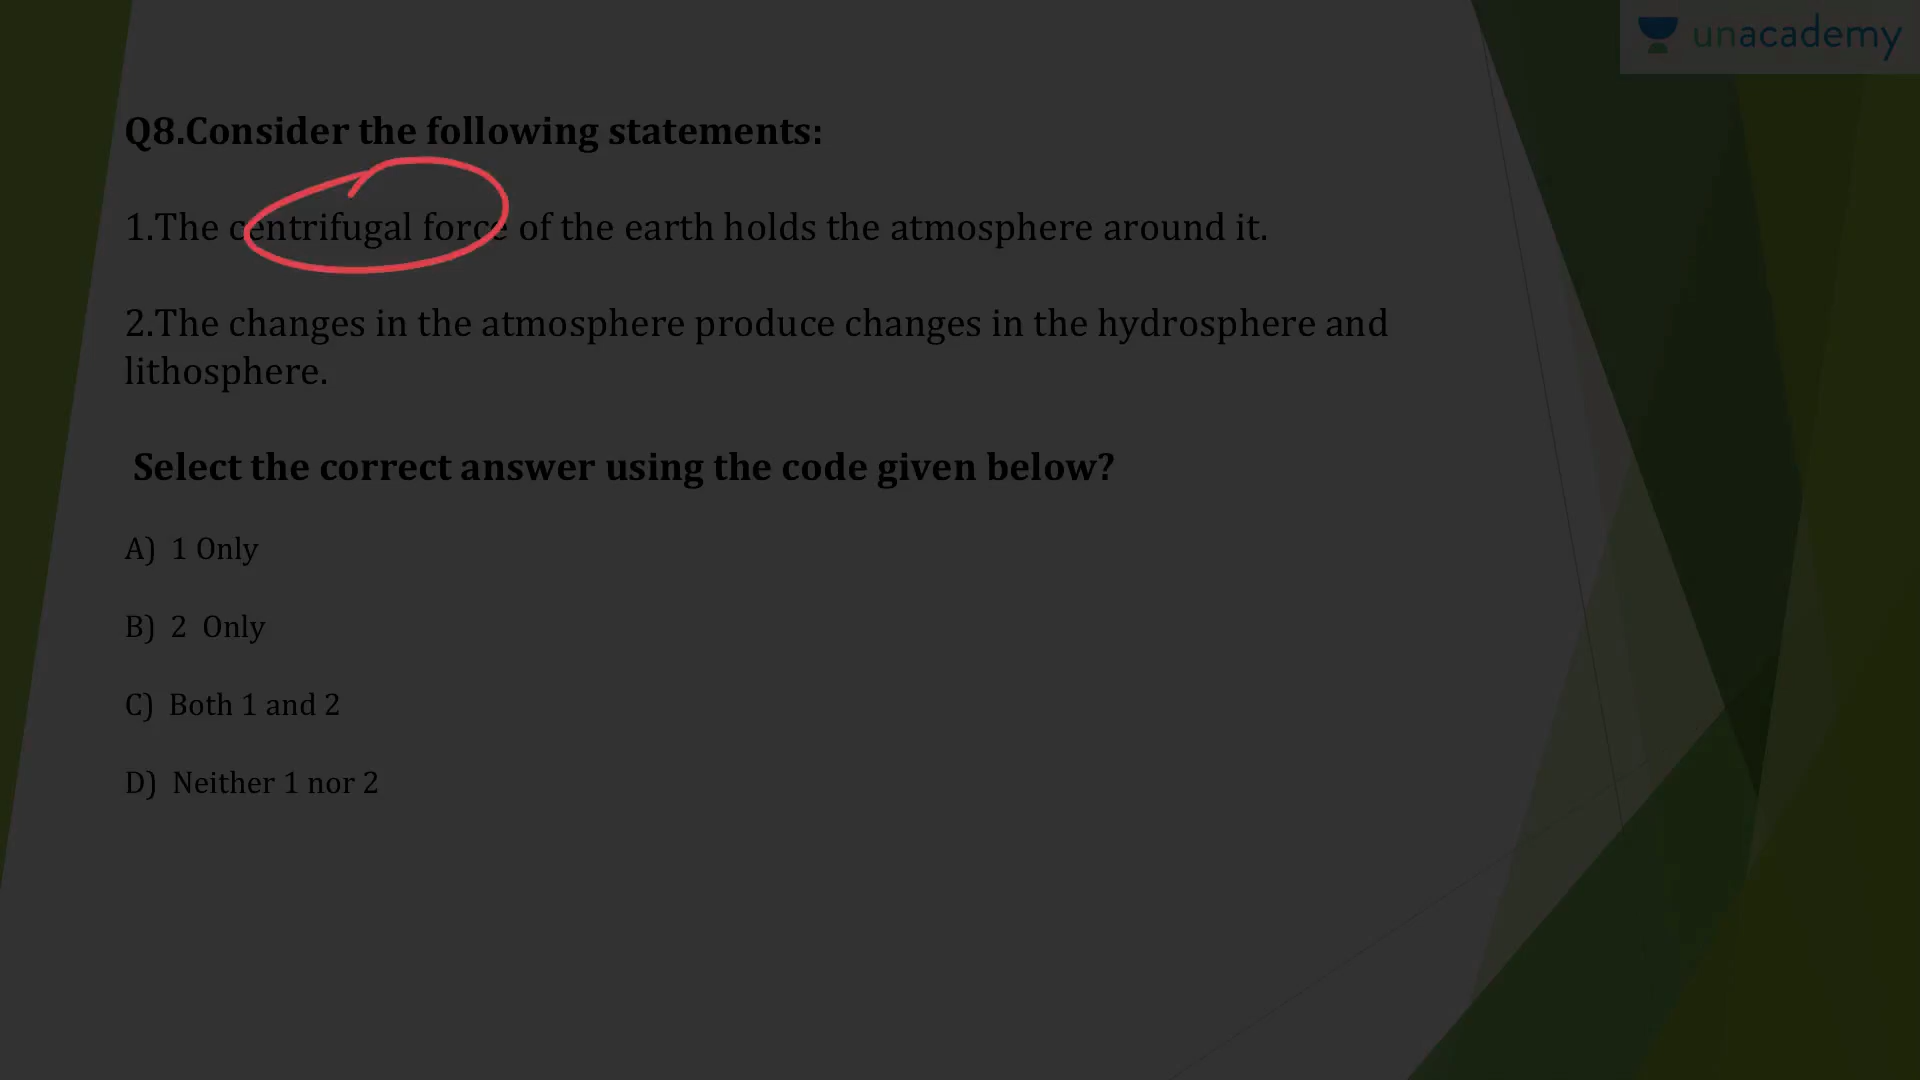 unacademy
Q8.Consider the following statements:
1.The centrifugal force of the earth holds the atmosphere around it.
2.The changes in the atmosphere produce changes in the hydrosphere and
lithosphere.
Select the correct answer using the code given below?
A) 1 Only
B) 2 Only
C) Both 1 and 2
D) Neither 1 nor 2